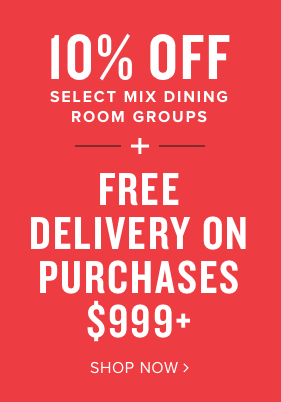 10% OFF
SELECT MIX DINING
ROOM GROUPS
+
FREE
DELIVERY ON
PURCHASES
$999+
SHOP NOW >